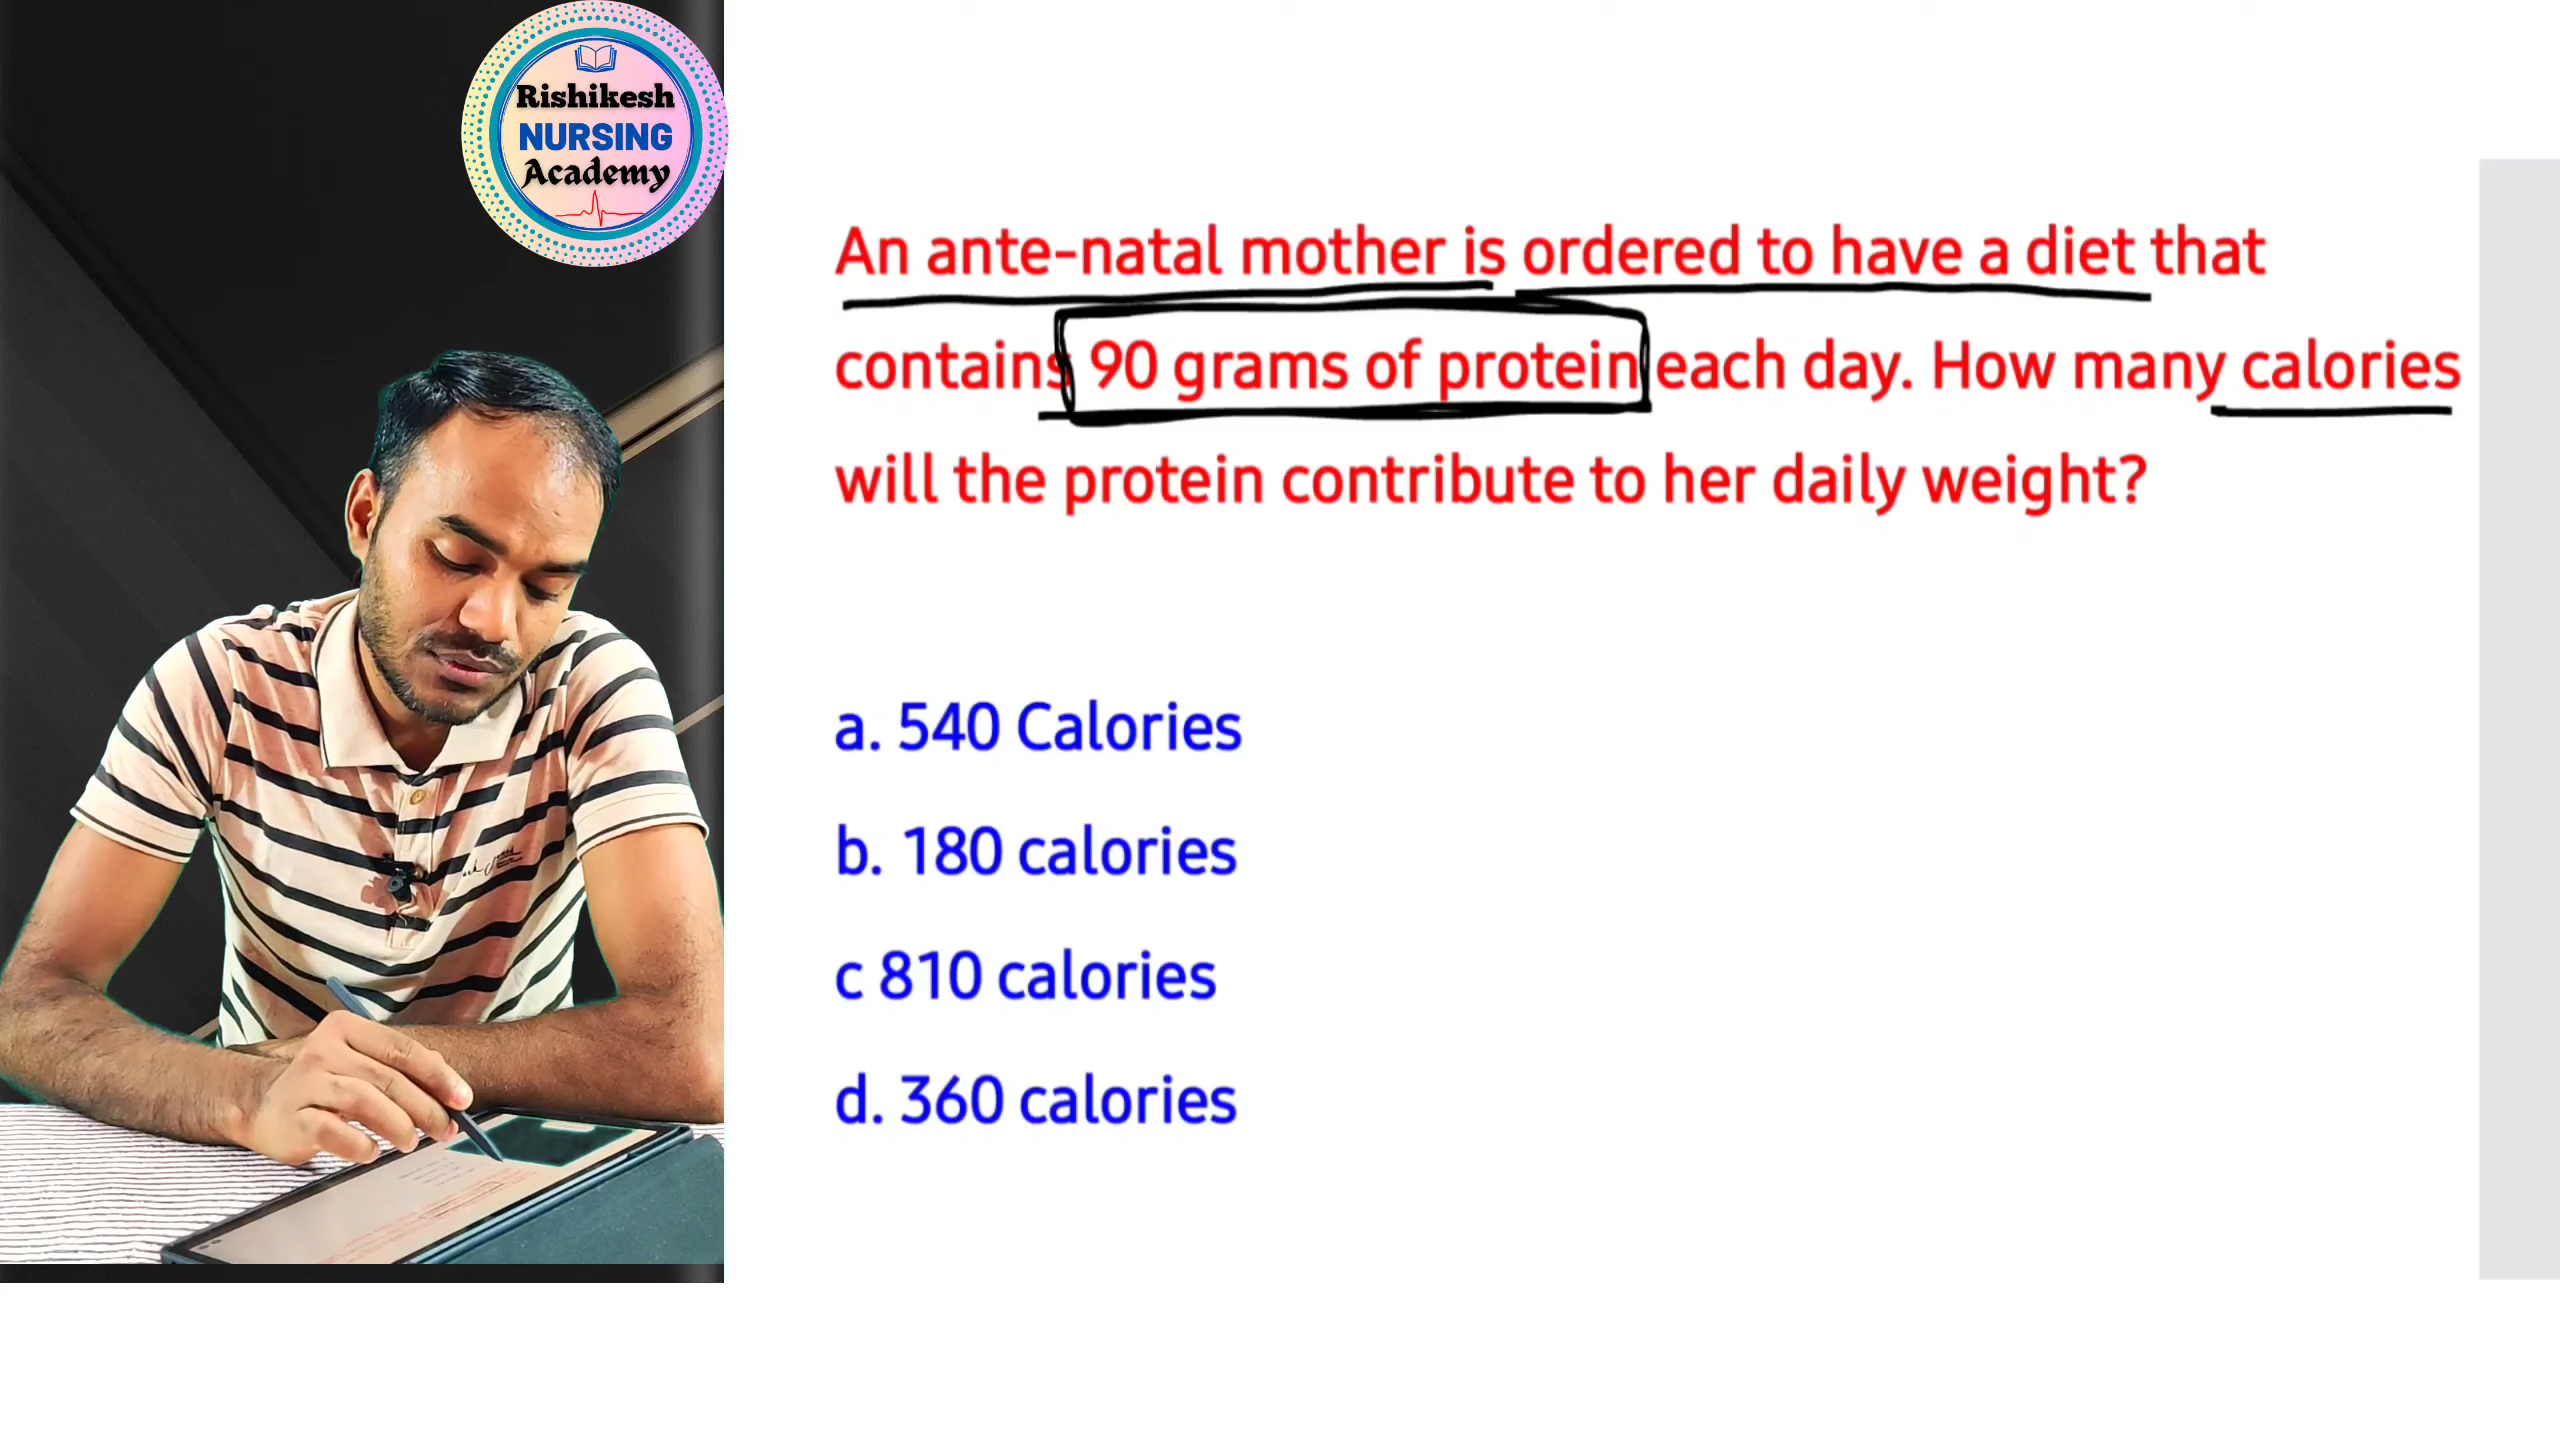 Rishikesh
NURSING
Academy
An ante-natal mother is ordered to have a diet that
contains 90 grams of protein each day. How many calories
will the protein contribute to her daily weight?
a. 540 Calories
b. 180 calories
c 810 calories
d. 360 calories